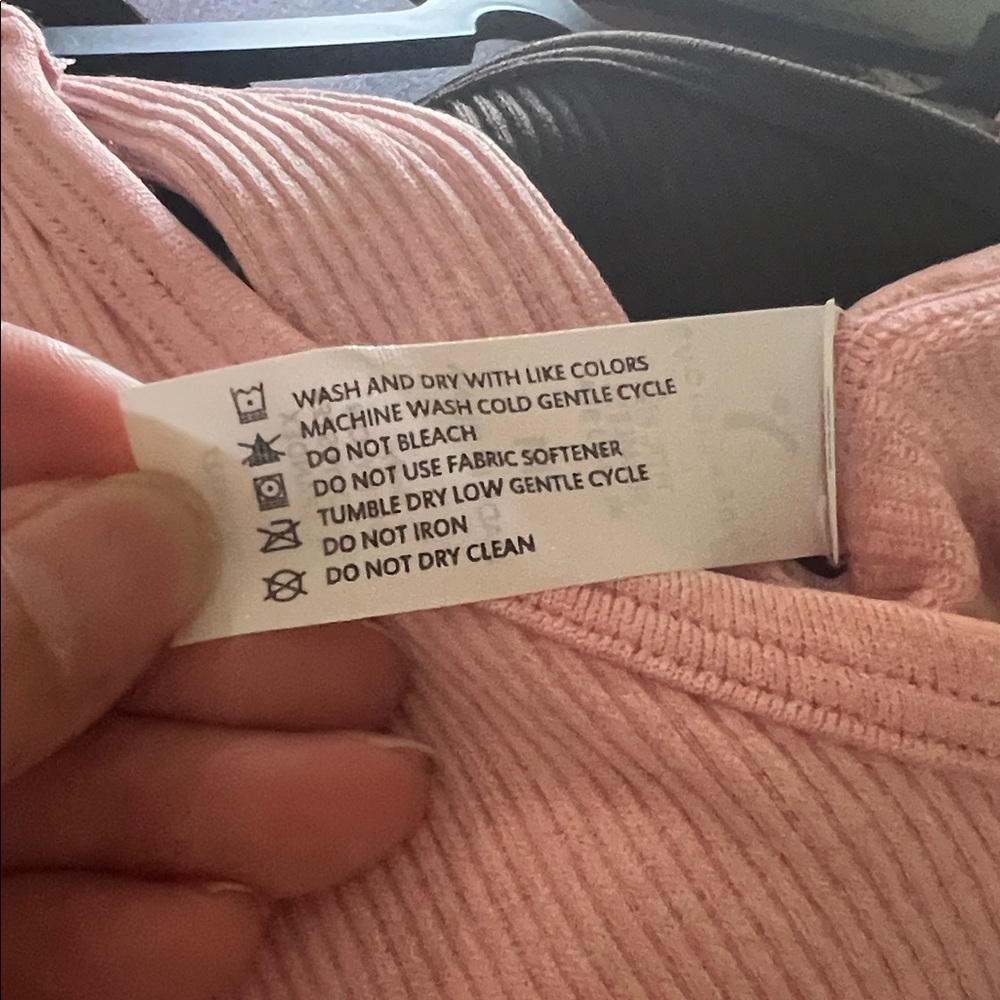 WASH AND DRY WITH LIKE COLORS
MACHINE WASH COLD GENTLE CYCLE
DO NOT BLEACH
DO NOT USE FABRIC SOFTENER
TUMBLE DRY LOW GENTLE CYCLE
DO NOT IRON
DO NOT DRY CLEAN